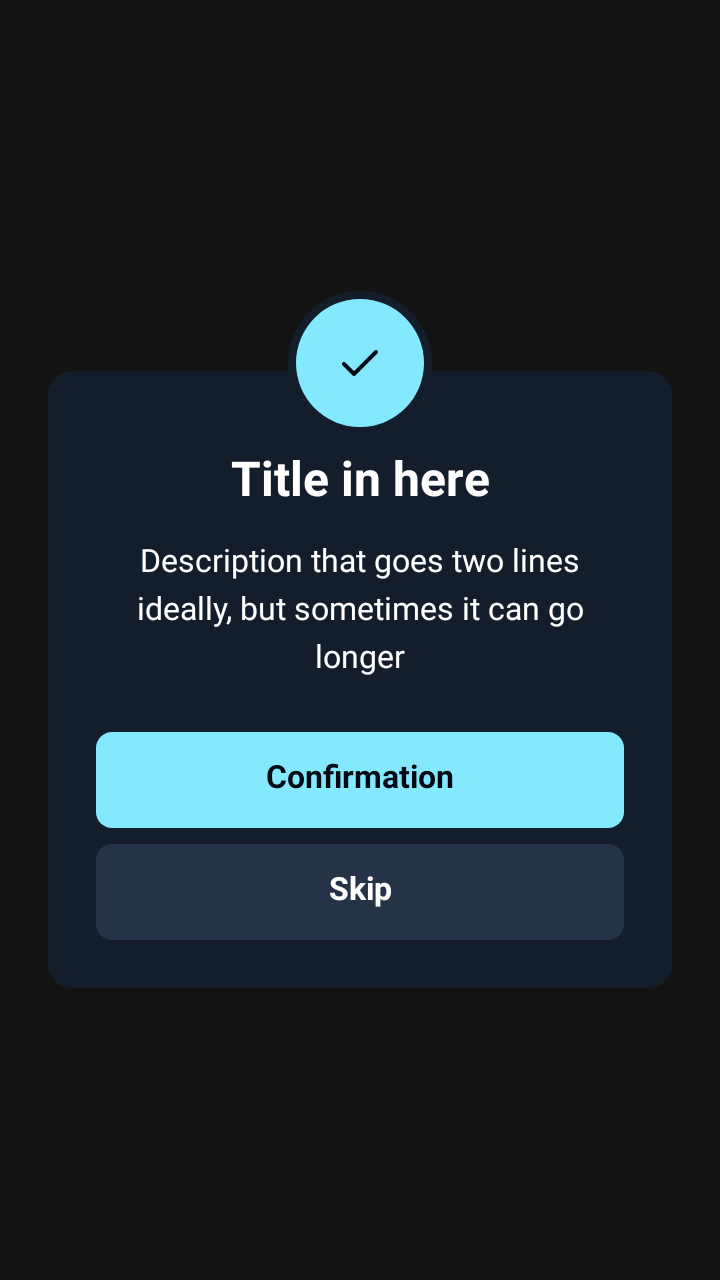 Title in here
Description that goes two lines
ideally, but sometimes it can go
longer
Confirmation
Skip